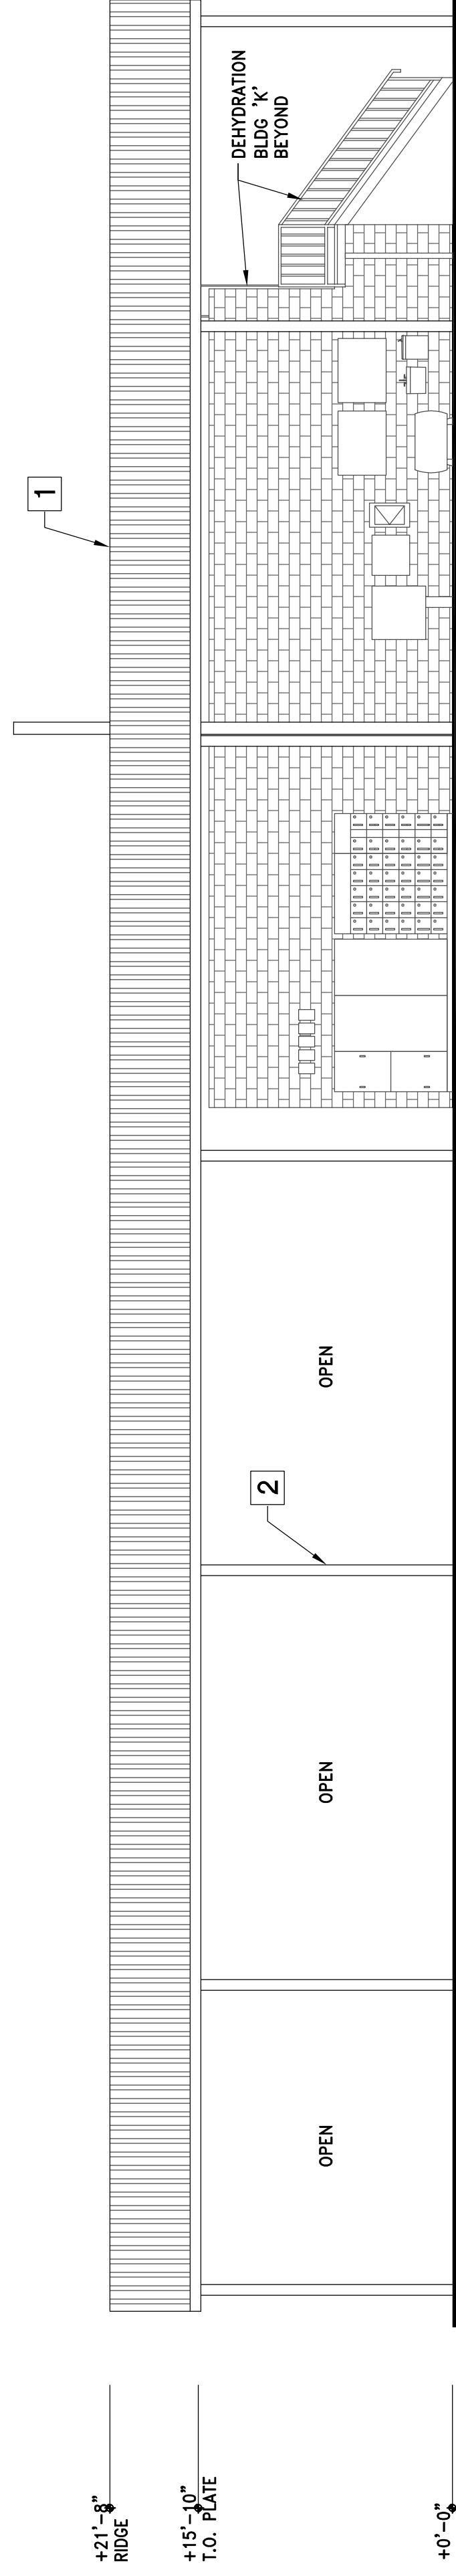 +21'-8"
RIDGE
+15'-10"
T.O. PLATE
+0'-0"
OPEN
OPEN
2
OPEN
1
DEHYDRATION
BLDG 'K'
BEYOND